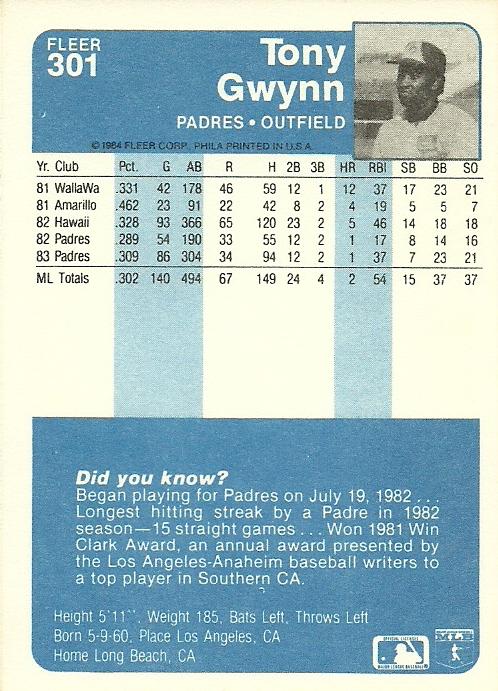 FLEER
301
Tony
Gwynn
PADRES • OUTFIELD
© 1984 FLEER CORP. PHILA PRINTED IN U.S.A.
Yr. Club Pct. G AB R H 2B 3B HR RBI SB BB SO
81 WallaWa .331 42 178 46 59 12 1 12 37 17 23 21
81 Amarillo .462 23 91 22 42 8 2 4 19 5 5 7
82 Hawaii .328 93 366 65 120 23 2 5 46 14 18 18
82 Padres .289 54 190 33 55 12 2 1 17 8 14 16
83 Padres .309 86 304 34 94 12 2 1 37 7 23 21
ML Totals .302 140 494 67 149 24 4 2 54 15 37 37
Did you know?
Began playing for Padres on July 19, 1982 . . .
Longest hitting streak by a Padre in 1982
season—15 straight games . . . Won 1981 Win
Clark Award, an annual award presented by
the Los Angeles-Anaheim baseball writers to
a top player in Southern CA.
Height 5'11'', Weight 185, Bats Left, Throws Left
Born 5-9-60, Place Los Angeles, CA
Home Long Beach, CA
OFFICIAL LICENSEE
MAJOR LEAGUE BASEBALL